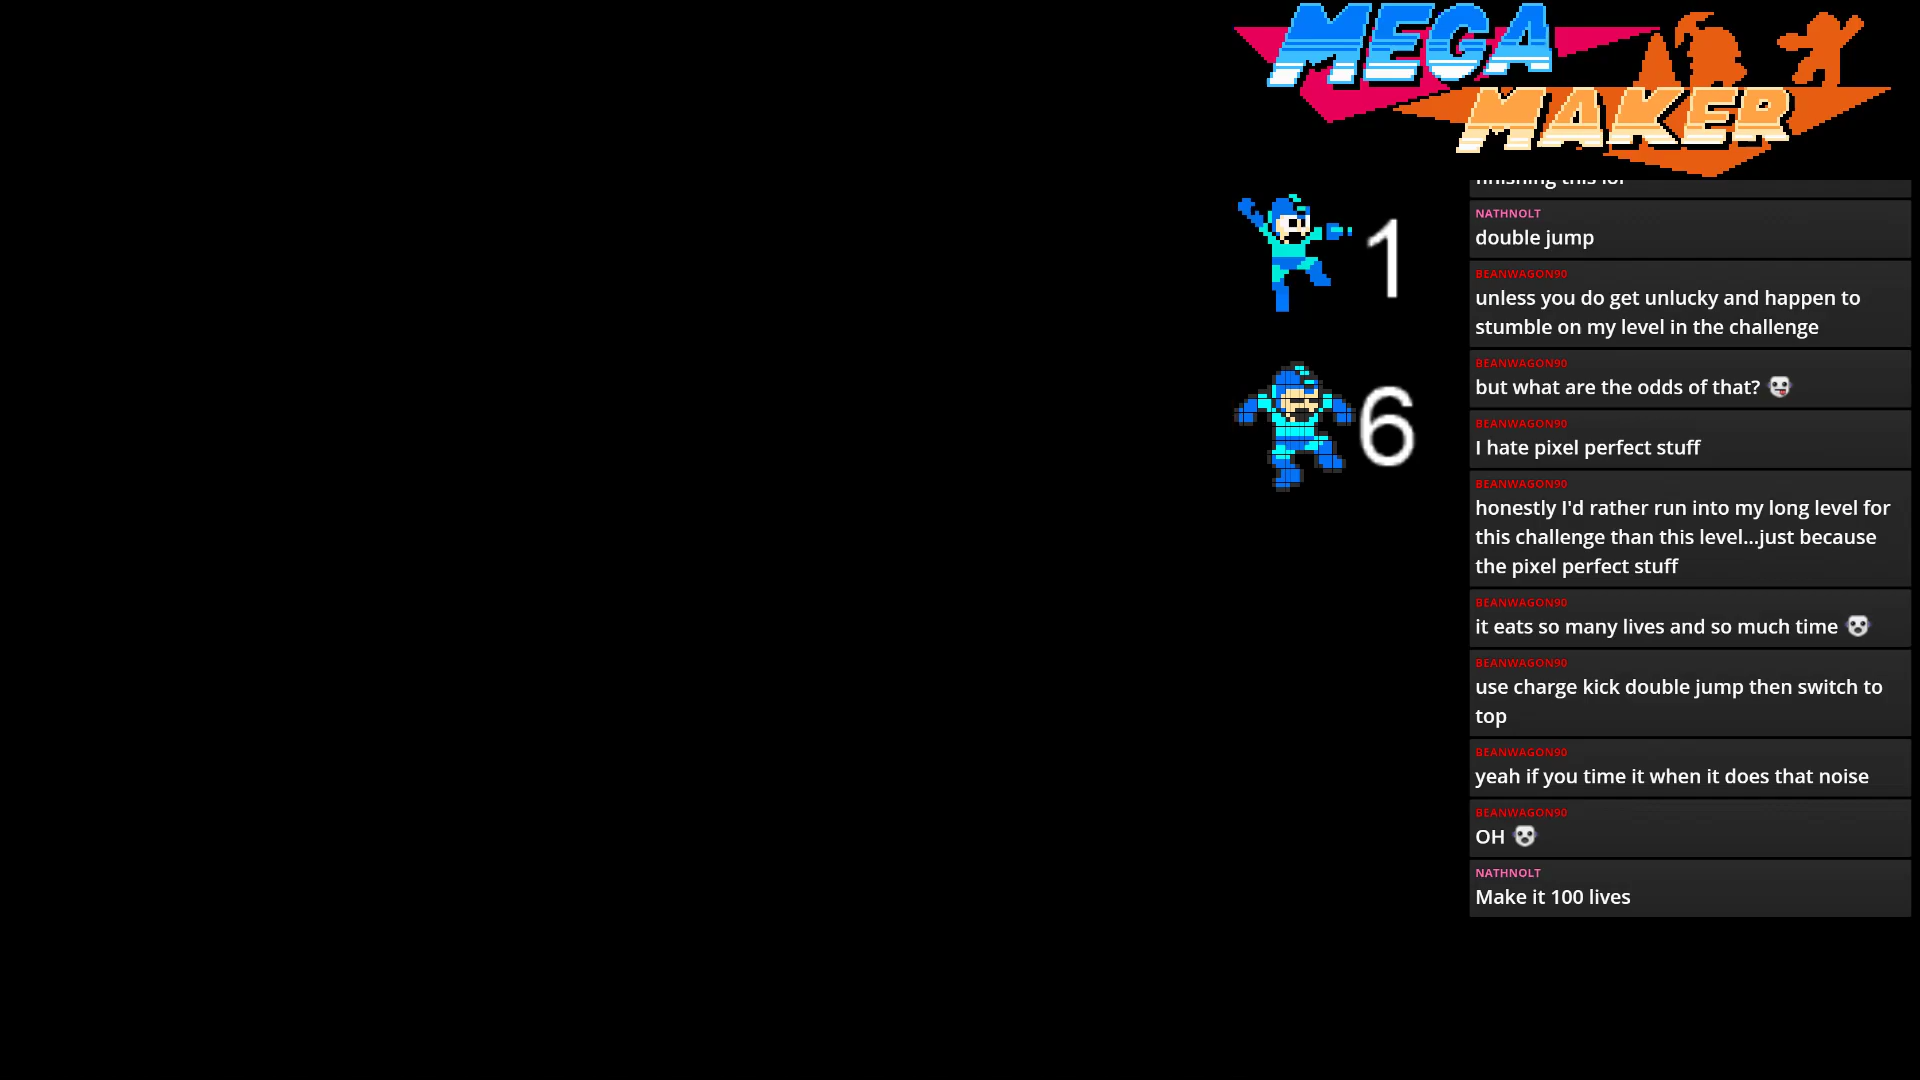 MEGA
MAKER
1
6
finishing this lol
NATHNOLT
double jump
BEANWAGON90
unless you do get unlucky and happen to
stumble on my level in the challenge
BEANWAGON90
but what are the odds of that?
BEANWAGON90
I hate pixel perfect stuff
BEANWAGON90
honestly I'd rather run into my long level for
this challenge than this level...just because
the pixel perfect stuff
BEANWAGON90
it eats so many lives and so much time
BEANWAGON90
use charge kick double jump then switch to
top
BEANWAGON90
yeah if you time it when it does that noise
BEANWAGON90
OH
NATHNOLT
Make it 100 lives